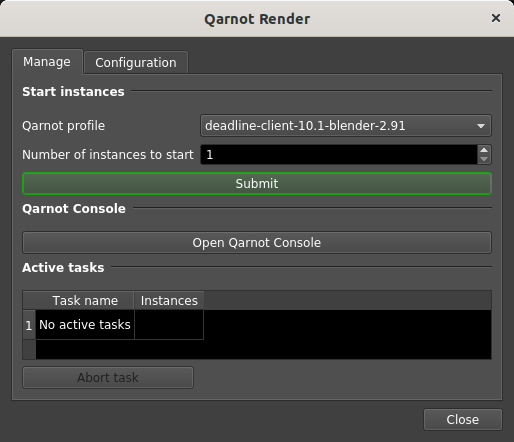 Qarnot Render
Manage Configuration
Start instances
Qarnot profile deadline-client-10.1-blender-2.91
Number of instances to start 1
Submit
Qarnot Console
Open Qarnot Console
Active tasks
Task name Instances
1 No active tasks
Abort task
Close